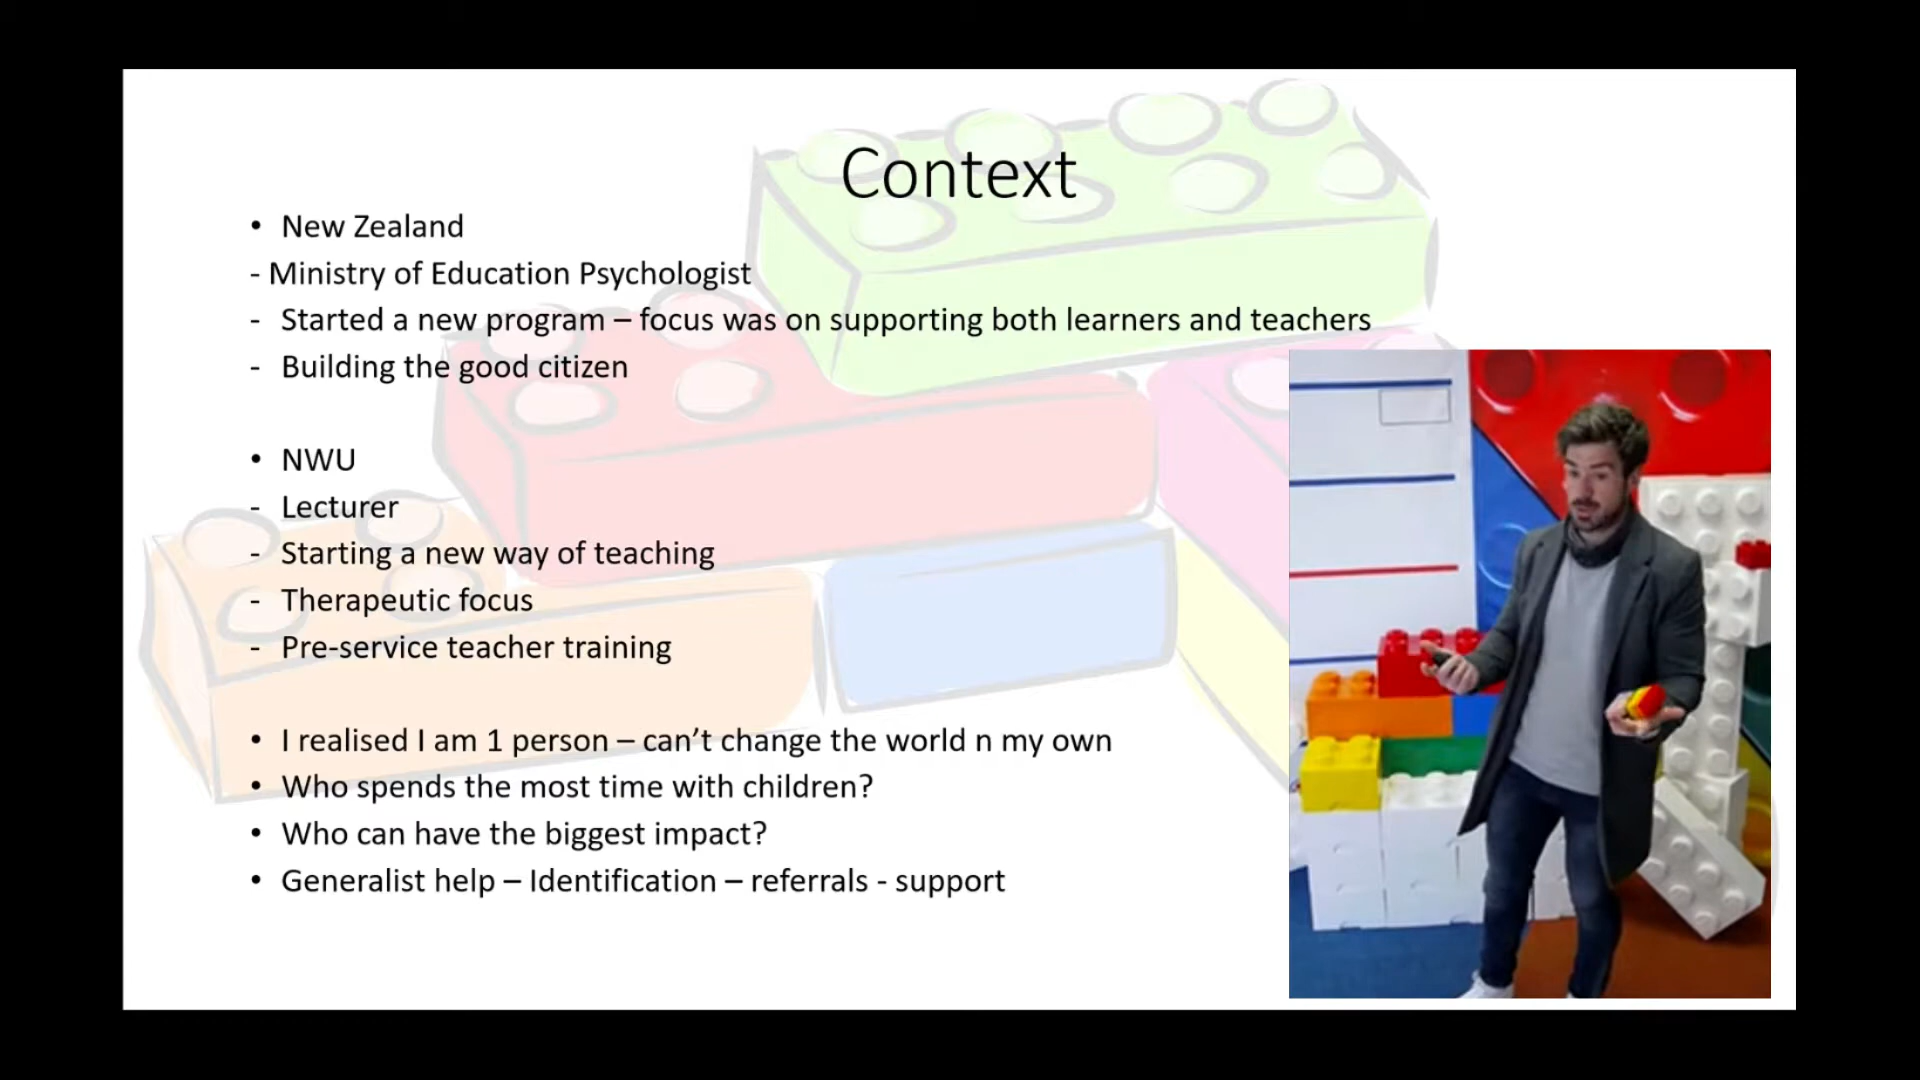 Context
• New Zealand
- Ministry of Education Psychologist
- Started a new program – focus was on supporting both learners and teachers
- Building the good citizen
• NWU
- Lecturer
- Starting a new way of teaching
- Therapeutic focus
- Pre-service teacher training
• I realised I am 1 person – can’t change the world n my own
• Who spends the most time with children?
• Who can have the biggest impact?
• Generalist help – Identification – referrals - support